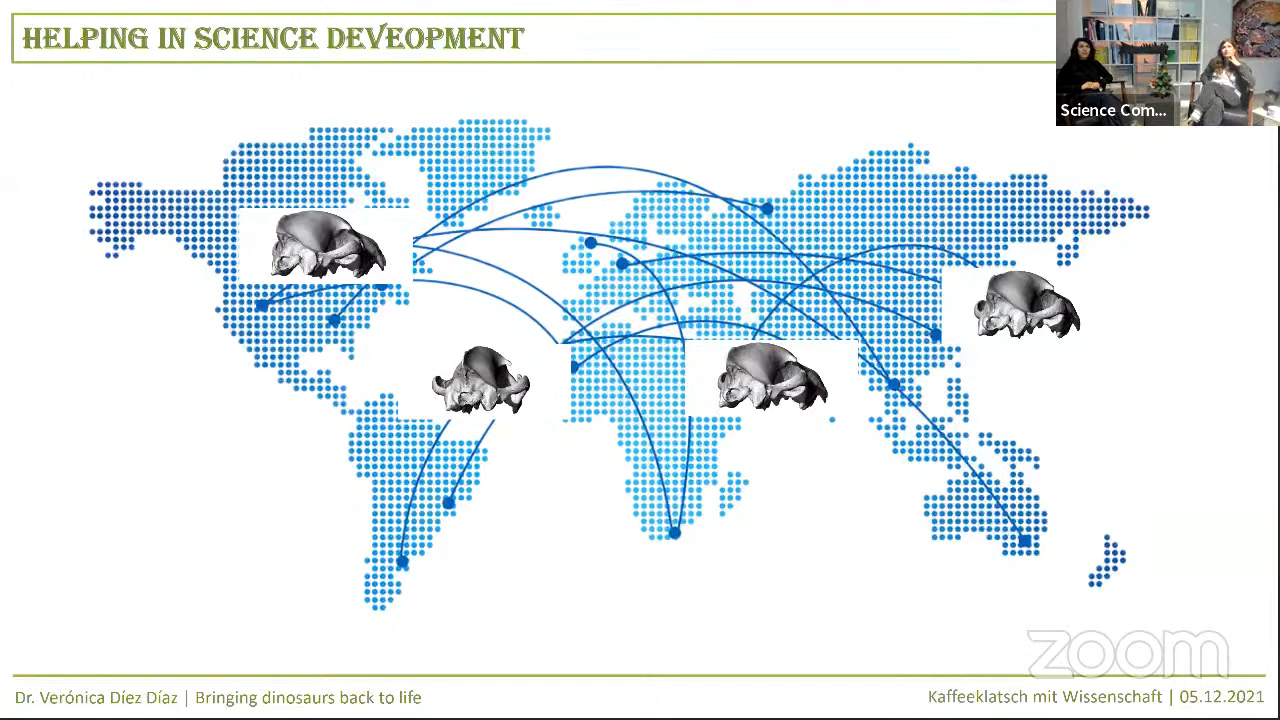 HELPING IN SCIENCE DEVEOPMENT
Science Com...
zoom
Dr. Verónica Díez Díaz | Bringing dinosaurs back to life
Kaffeeklatsch mit Wissenschaft | 05.12.2021